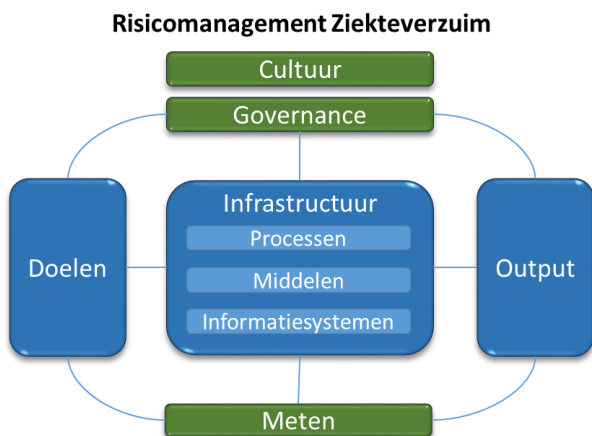 Risicomanagement Ziekteverzuim
Cultuur
Governance
Doelen
Infrastructuur
Processen
Middelen
Informatiesystemen
Output
Meten